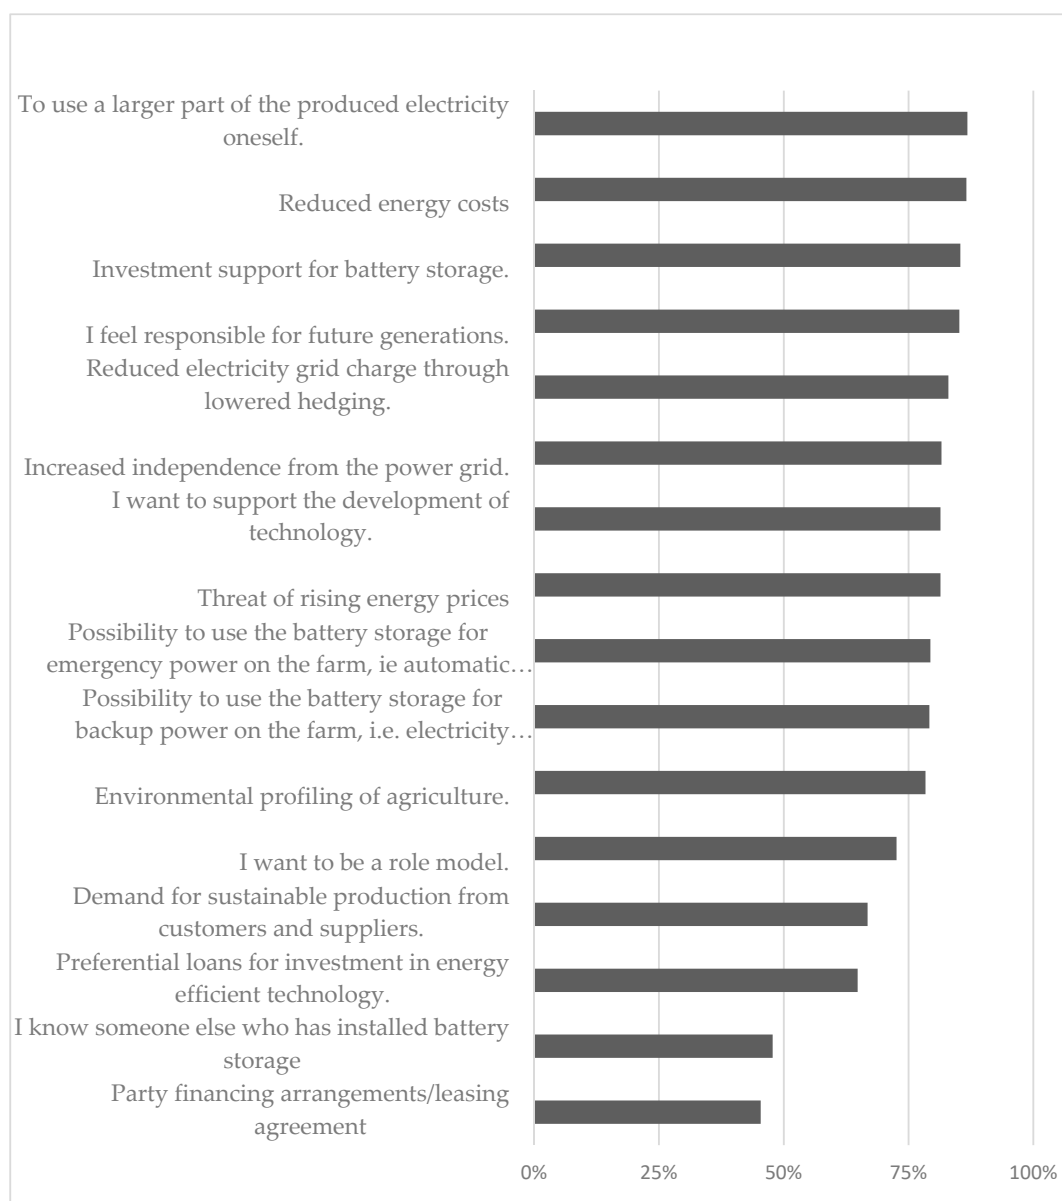 To use a larger part of the produced electricity
oneself.
Reduced energy costs
Investment support for battery storage.
I feel responsible for future generations.
Reduced electricity grid charge through
lowered hedging.
Increased independence from the power grid.
I want to support the development of
technology.
Threat of rising energy prices
Possibility to use the battery storage for
emergency power on the farm, ie automatic…
Possibility to use the battery storage for
backup power on the farm, i.e. electricity…
Environmental profiling of agriculture.
I want to be a role model.
Demand for sustainable production from
customers and suppliers.
Preferential loans for investment in energy
efficient technology.
I know someone else who has installed battery
storage
Party financing arrangements/leasing
agreement
0% 25% 50% 75% 100%